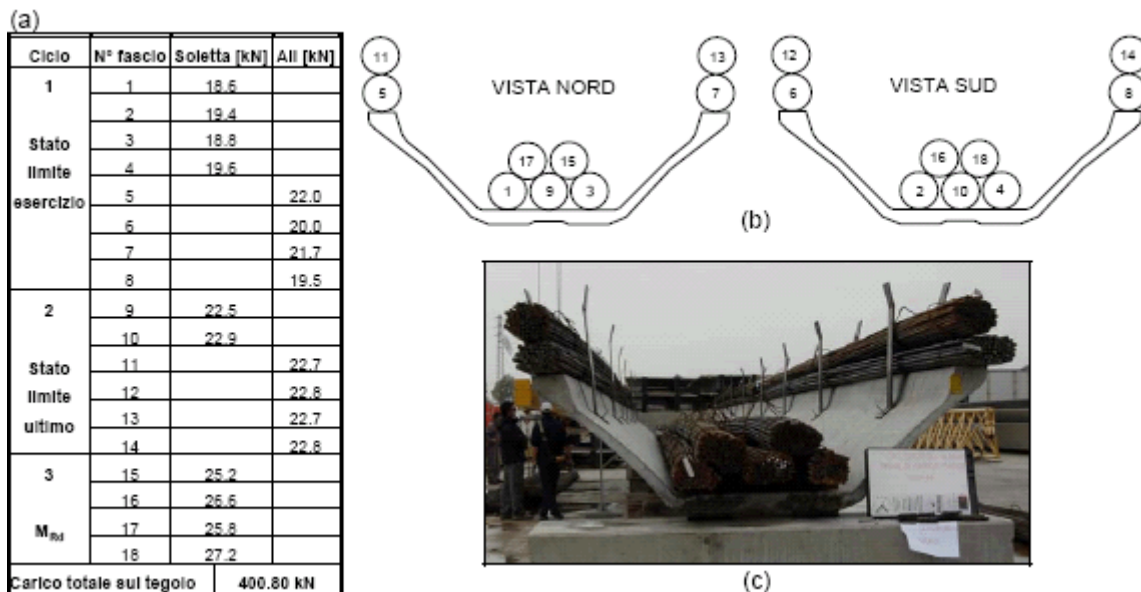 (a)
Ciclo N° fascio Soletta [kN] Ali [kN]
1 1 18.6
2 19.4
Stato 3 18.8
limite 4 19.6
esercizio 5 22.0
6 20.0
7 21.7
8 19.5
2 9 22.5
10 22.9
Stato 11 22.7
limite 12 22.8
ultimo 13 22.7
14 22.8
3 15 25.2
16 26.6
MRd 17 25.8
18 27.2
Carico totale sul tegolo 400.80 kN
11 13 12 14
5 VISTA NORD 7 6 VISTA SUD 8
17 15 16 18
1 9 3 2 10 4
(b)
(c)